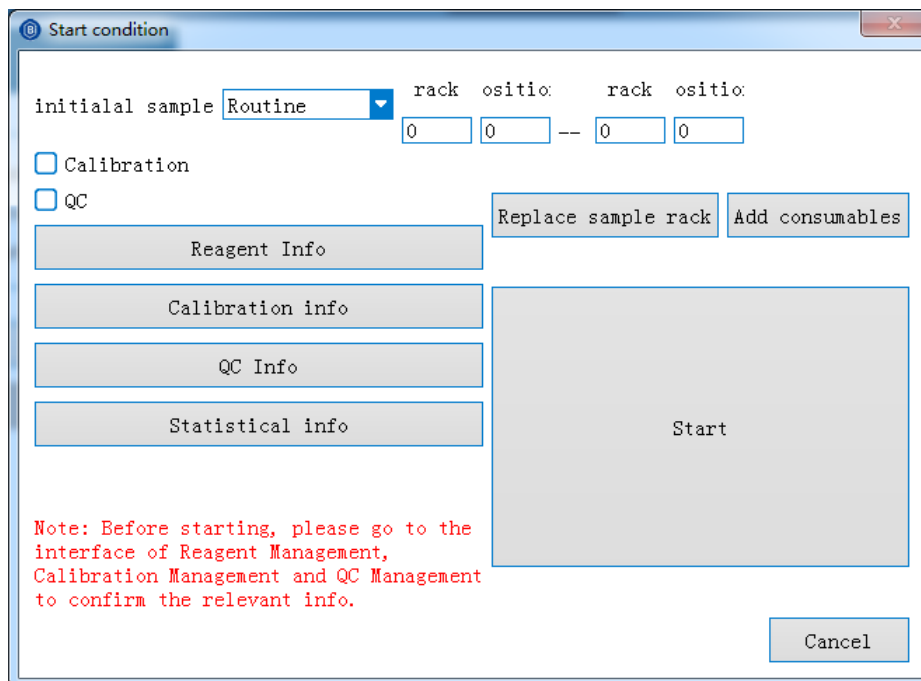 Start condition
rack ositio: rack ositio:
initialal sample Routine
0 0 -- 0 0
Calibration
QC
Replace sample rack Add consumables
Reagent Info
Calibration info
QC Info
Statistical info
Start
Note: Before starting, please go to the
interface of Reagent Management,
Calibration Management and QC Management
to confirm the relevant info.
Cancel